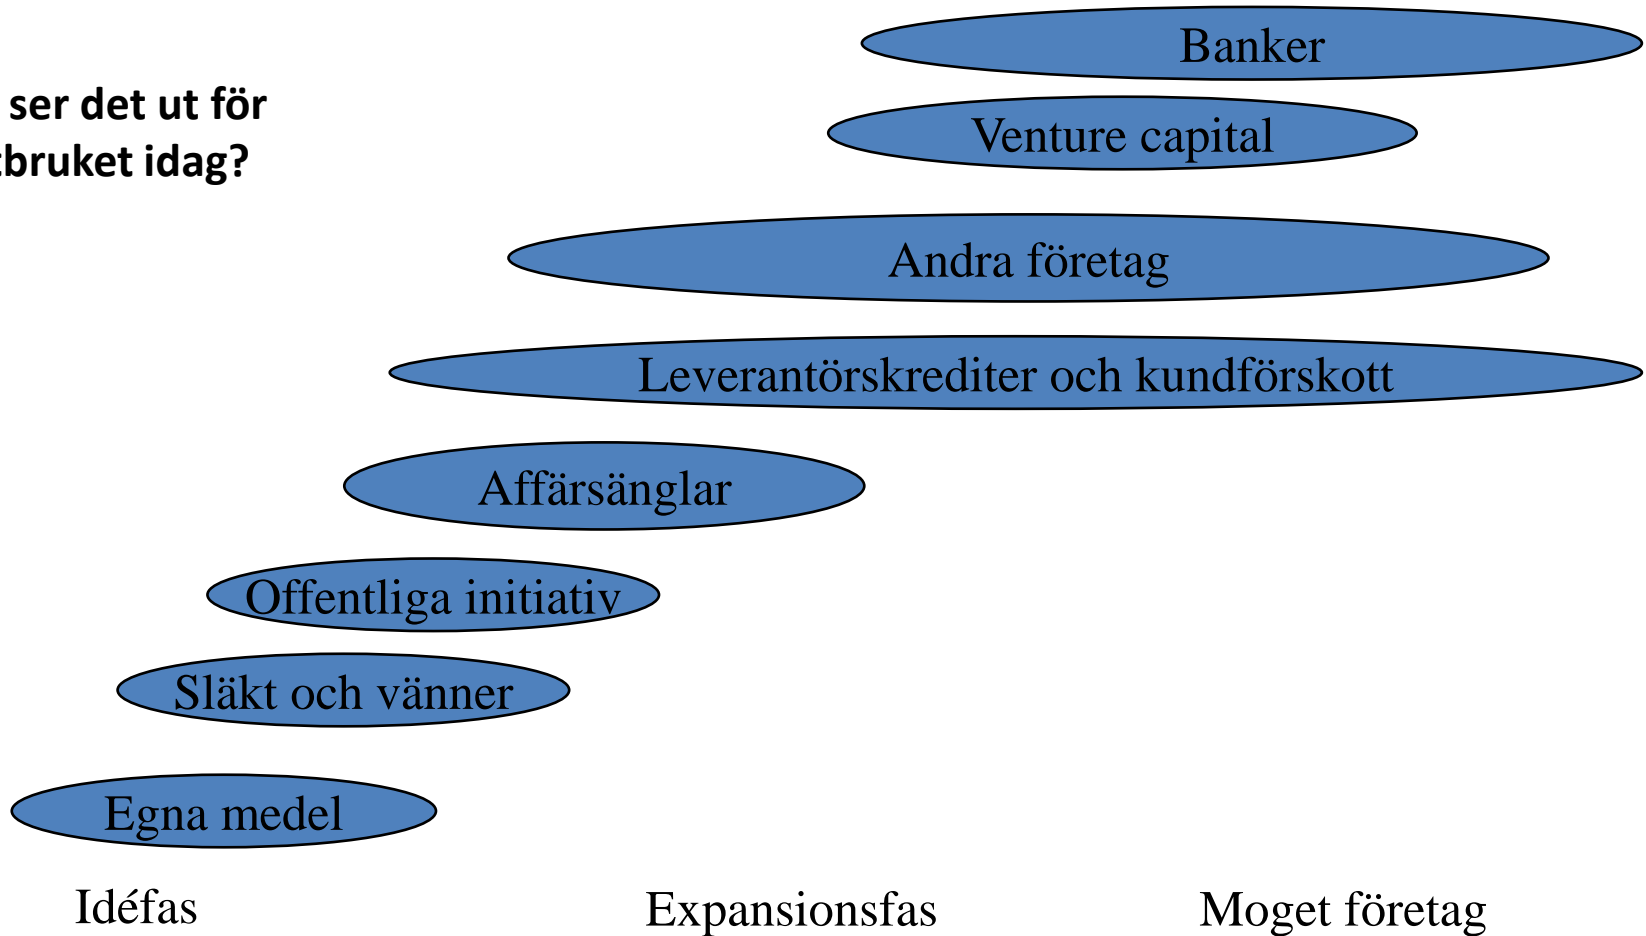 Banker
ser det ut för
Venture capital
bruket idag?
Andra företag
Leverantörskrediter och kundförskott
Affärsänglar
Offentliga initiativ
Släkt och vänner
Egna medel
Idéfas
Expansionsfas
Moget företag